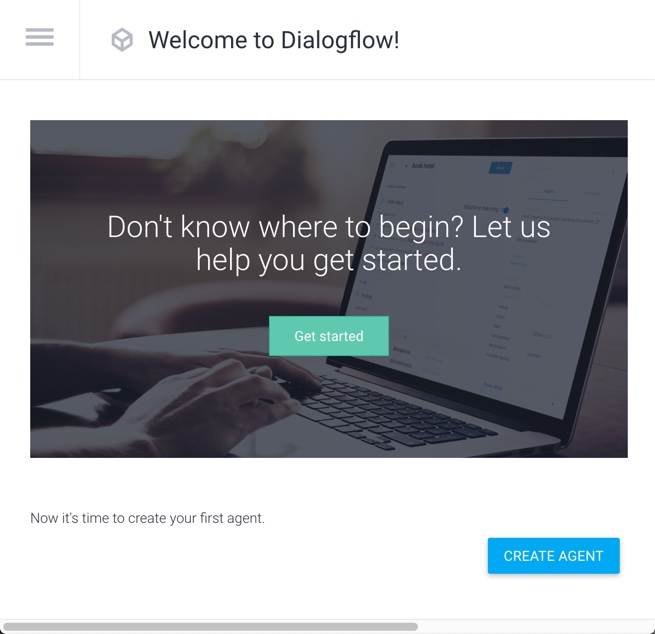 Welcome to Dialogflow!
Don't know where to begin? Let us
help you get started.
Get started
Now it's time to create your first agent.
CREATE AGENT